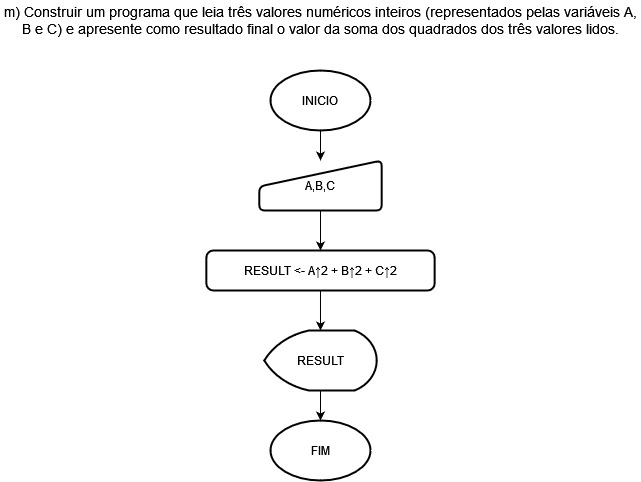 m) Construir um programa que leia três valores numéricos inteiros (representados pelas variáveis A,
B e C) e apresente como resultado final o valor da soma dos quadrados dos três valores lidos.
INICIO
A,B,C
RESULT <- A↑2 + B↑2 + C↑2
RESULT
FIM